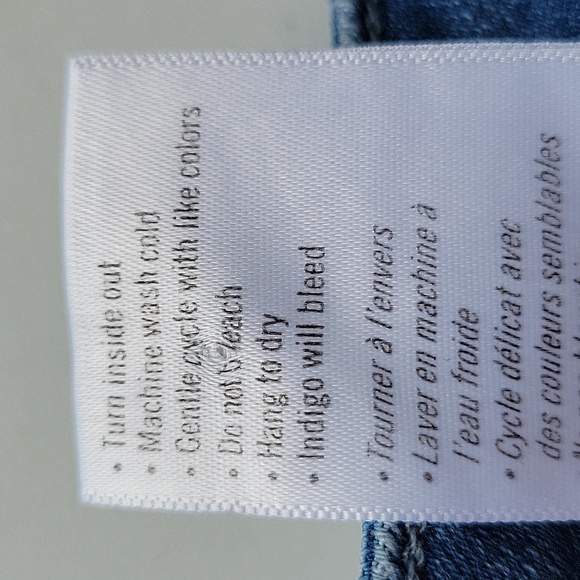 • Turn inside out
• Machine wash cold
• Gentle cycle with like colors
• Do not bleach
• Hang to dry
• Indigo will bleed
• Tourner à l'envers
• Laver en machine à
l'eau froide
• Cycle délicat avec
des couleurs semblables